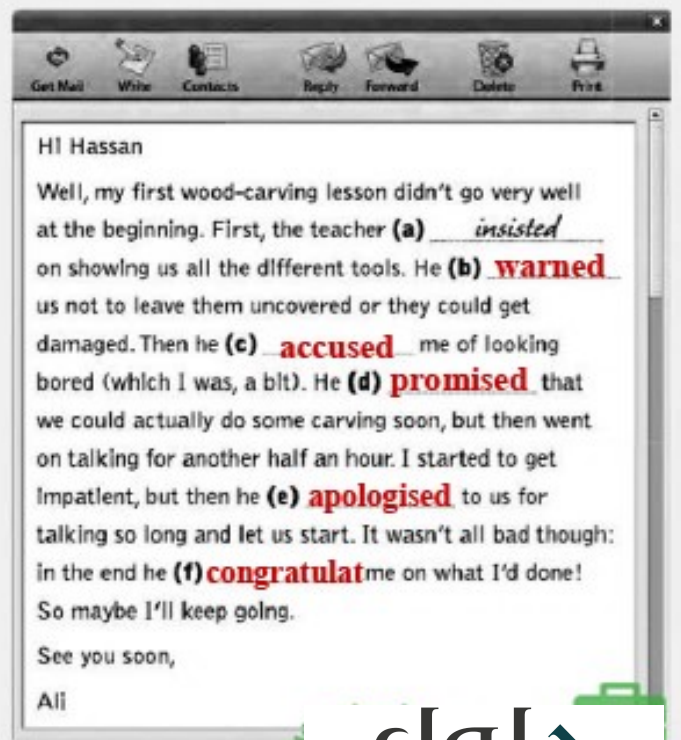 Get Mail Write Contacts Reply Forward Delete Print
Hi Hassan
Well, my first wood-carving lesson didn't go very well
at the beginning. First, the teacher (a) insisted
on showing us all the different tools. He (b) warned
us not to leave them uncovered or they could get
damaged. Then he (c) accused me of looking
bored (which I was, a bit). He (d) promised that
we could actually do some carving soon, but then went
on talking for another half an hour. I started to get
impatient, but then he (e) apologised to us for
talking so long and let us start. It wasn't all bad though:
in the end he (f) congratulat me on what I'd done!
So maybe I'll keep going.
See you soon,
Ali